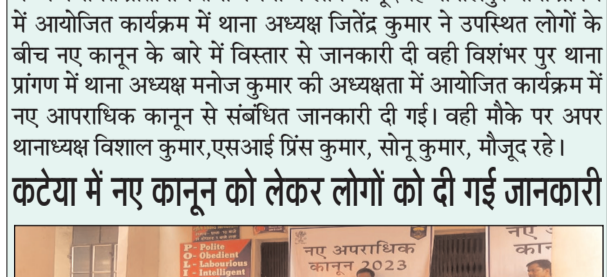 में आयोजित कार्यक्रम में थाना अध्यक्ष जितेंद्र कुमार ने उपस्थित लोगों के
बीच नए कानून के बारे में विस्तार से जानकारी दी वही विशंभर पुर थाना
प्रांगण में थाना अध्यक्ष मनोज कुमार की अध्यक्षता में आयोजित कार्यक्रम में
नए आपराधिक कानून से संबंधित जानकारी दी गई। वही मौके पर अपर
थानाध्यक्ष विशाल कुमार,एसआई प्रिंस कुमार, सोनू कुमार, मौजूद रहे।
कटेया में नए कानून को लेकर लोगों को दी गई जानकारी
P - Polite
O- Obedient
L - Labourious
I - Intelligent
नए अपराधिक
कानून 2023
नए